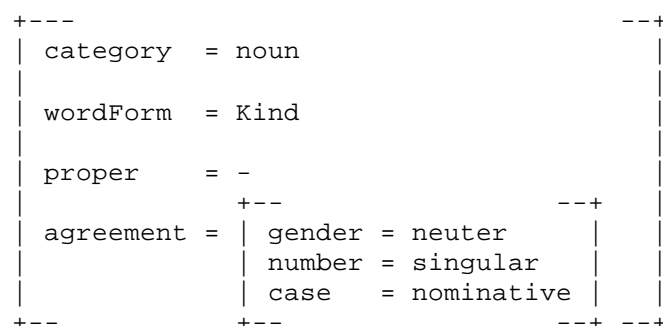 +---                                --+
| category  = noun                    |
|                                     |
| wordForm  = Kind                    |
|                                     |
| proper    = -                       |
|             +--                --+  |
| agreement = | gender = neuter    |  |
|             | number = singular  |  |
|             | case   = nominative |  |
+--           +--                --+ --+